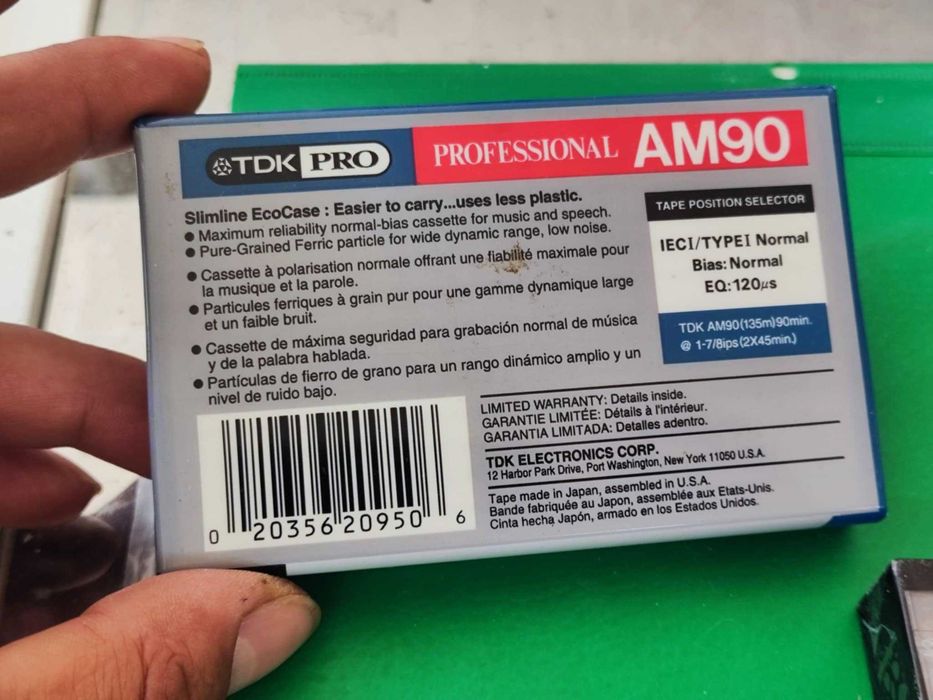 TDK PRO PROFESSIONAL AM90
Slimline EcoCase : Easier to carry...uses less plastic.
● Maximum reliability normal-bias cassette for music and speech.
● Pure-Grained Ferric particle for wide dynamic range, low noise.
● Cassette à polarisation normale offrant une fiabilité maximale pour
la musique et la parole.
● Particules ferriques à grain pur pour une gamme dynamique large
et un faible bruit.
● Cassette de máxima seguridad para grabación normal de música
y de la palabra hablada.
● Partículas de fierro de grano para un rango dinámico amplio y un
nivel de ruido bajo.
TAPE POSITION SELECTOR
IECI/TYPEI Normal
Bias: Normal
EQ:120μs
TDK AM90(135m)90min.
@ 1-7/8ips(2X45min.)
0 20356 20950 6
LIMITED WARRANTY: Details inside.
GARANTIE LIMITÉE: Détails à l'intérieur.
GARANTIA LIMITADA: Detalles adentro.
TDK ELECTRONICS CORP.
12 Harbor Park Drive, Port Washington, New York 11050 U.S.A.
Tape made in Japan, assembled in U.S.A.
Bande fabriquée au Japon, assemblée aux Etats-Unis.
Cinta hecha Japón, armado en los Estados Unidos.